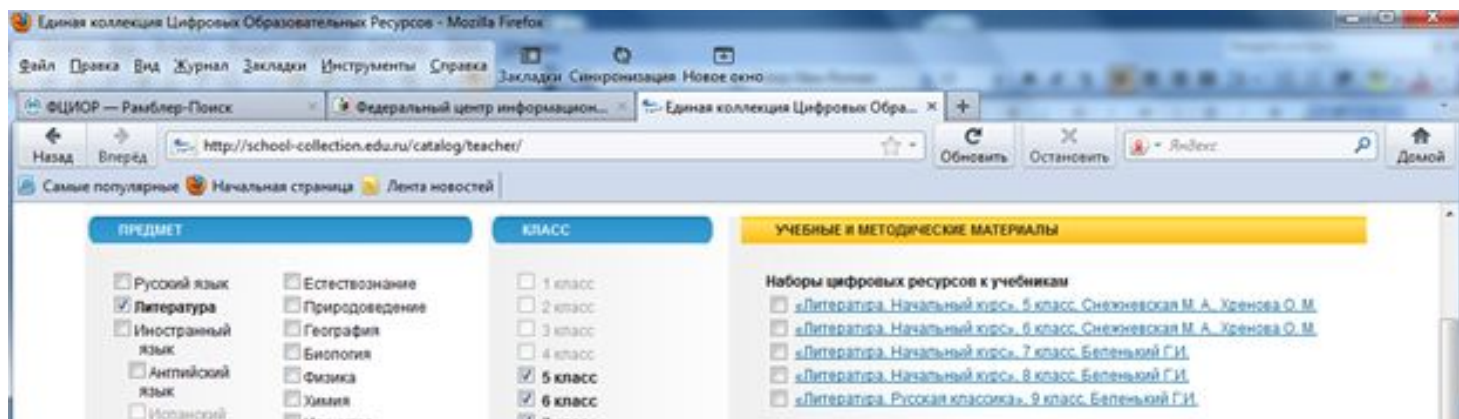 Единая коллекция Цифровых Образовательных Ресурсов - Mozilla Firefox
Файл Правка Вид Журнал Закладки Инструменты Справка
Закладки Синхронизация Новое окно
ФЦИОР — Рамблер-Поиск
Федеральный центр информацион...
Единая коллекция Цифровых Обра...
Назад Вперёд
http://school-collection.edu.ru/catalog/teacher/
Обновить Остановить
Яндекс
Домой
Самые популярные Начальная страница Лента новостей
ПРЕДМЕТ
Русский язык
Литература
Иностранный
язык
Английский
язык
Испанский
Естествознание
Природоведение
География
Биология
Физика
Химия
КЛАСС
1 класс
2 класс
3 класс
4 класс
5 класс
6 класс
УЧЕБНЫЕ И МЕТОДИЧЕСКИЕ МАТЕРИАЛЫ
Наборы цифровых ресурсов к учебникам
«Литература. Начальный курс», 5 класс, Снежневская М. А., Хренова О. М.
«Литература. Начальный курс», 6 класс, Снежневская М. А., Хренова О. М.
«Литература. Начальный курс», 7 класс, Беленький Г.И.
«Литература. Начальный курс», 8 класс, Беленький Г.И.
«Литература. Русская классика», 9 класс, Беленький Г.И.